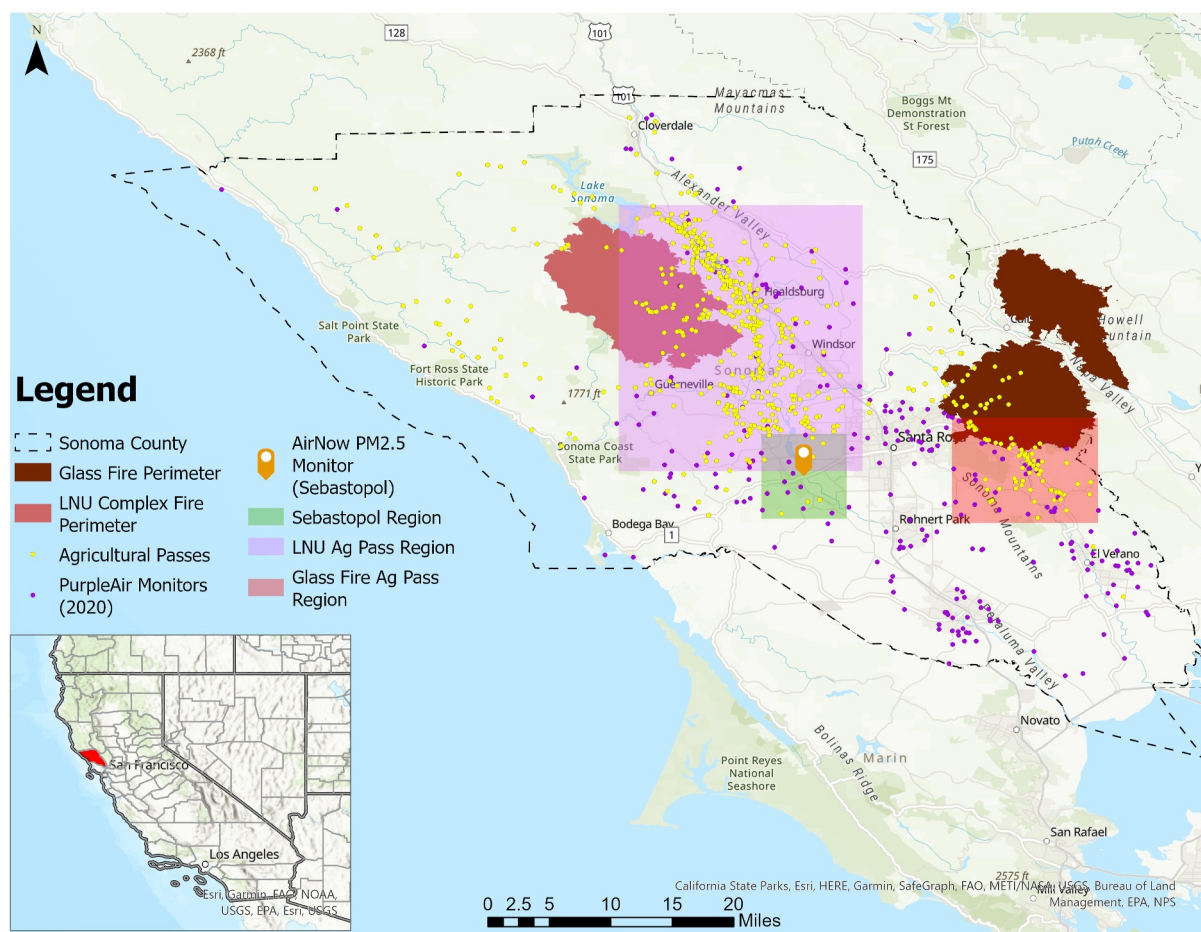 N
128
101
2368 ft
101
Mayacmas
Mountains
Boggs Mt
Demonstration
St Forest
Cloverdale
175
Putah Creek
Lake
Sonoma
Alexander Valley
Healdsburg
Salt Point State
Park
Windsor
Sonoma
Fort Ross State
Historic Park
Guerneville
Napa Valley
1771 ft
Sonoma Coast
State Park
Sonoma Mountains
Bodega Bay
1
Rohnert Park
El Verano
Petaluma Valley
Novato
Bolinas Ridge
Marin
Point Reyes
National
Seashore
San Rafael
2575 ft
Legend
Sonoma County
Glass Fire Perimeter
LNU Complex Fire
Perimeter
Agricultural Passes
PurpleAir Monitors
(2020)
AirNow PM2.5
Monitor
(Sebastopol)
Sebastopol Region
LNU Ag Pass Region
Glass Fire Ag Pass
Region
San Francisco
Los Angeles
Esri, Garmin, FAO, NOAA,
USGS, EPA, Esri, USGS
0 2.5 5 10 15 20
Miles
California State Parks, Esri, HERE, Garmin, SafeGraph, FAO, METI/NASA, USGS, Bureau of Land
Management, EPA, NPS